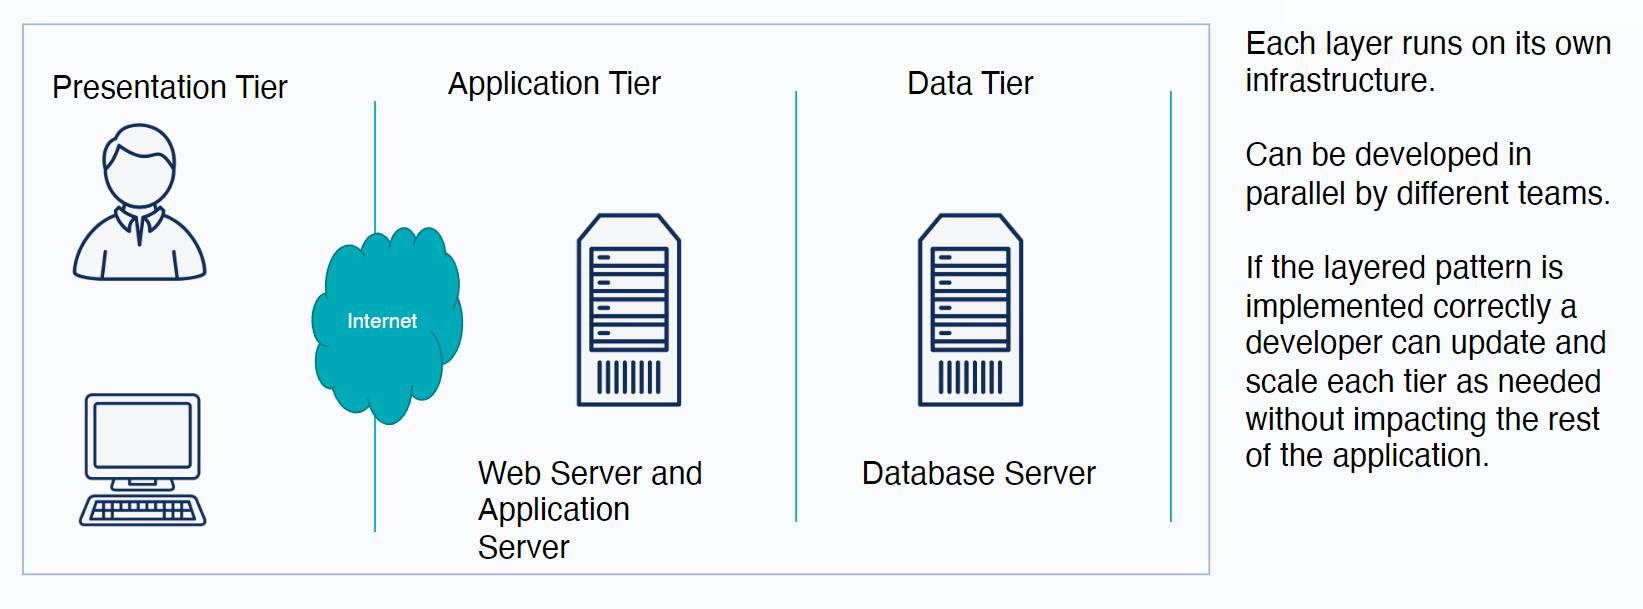 Presentation Tier
Application Tier
Data Tier
Internet
Web Server and
Application
Server
Database Server
Each layer runs on its own
infrastructure.
Can be developed in
parallel by different teams.
If the layered pattern is
implemented correctly a
developer can update and
scale each tier as needed
without impacting the rest
of the application.